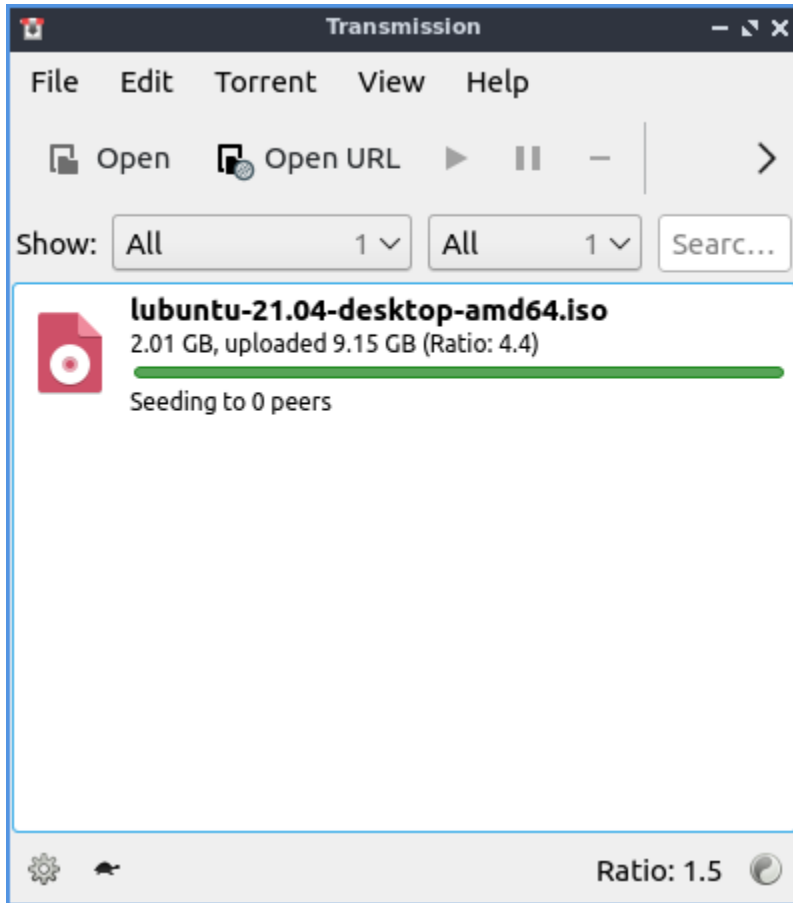 Transmission
File Edit Torrent View Help
Open Open URL
Show: All 1 All 1 Searc...
lubuntu-21.04-desktop-amd64.iso
2.01 GB, uploaded 9.15 GB (Ratio: 4.4)
Seeding to 0 peers
Ratio: 1.5